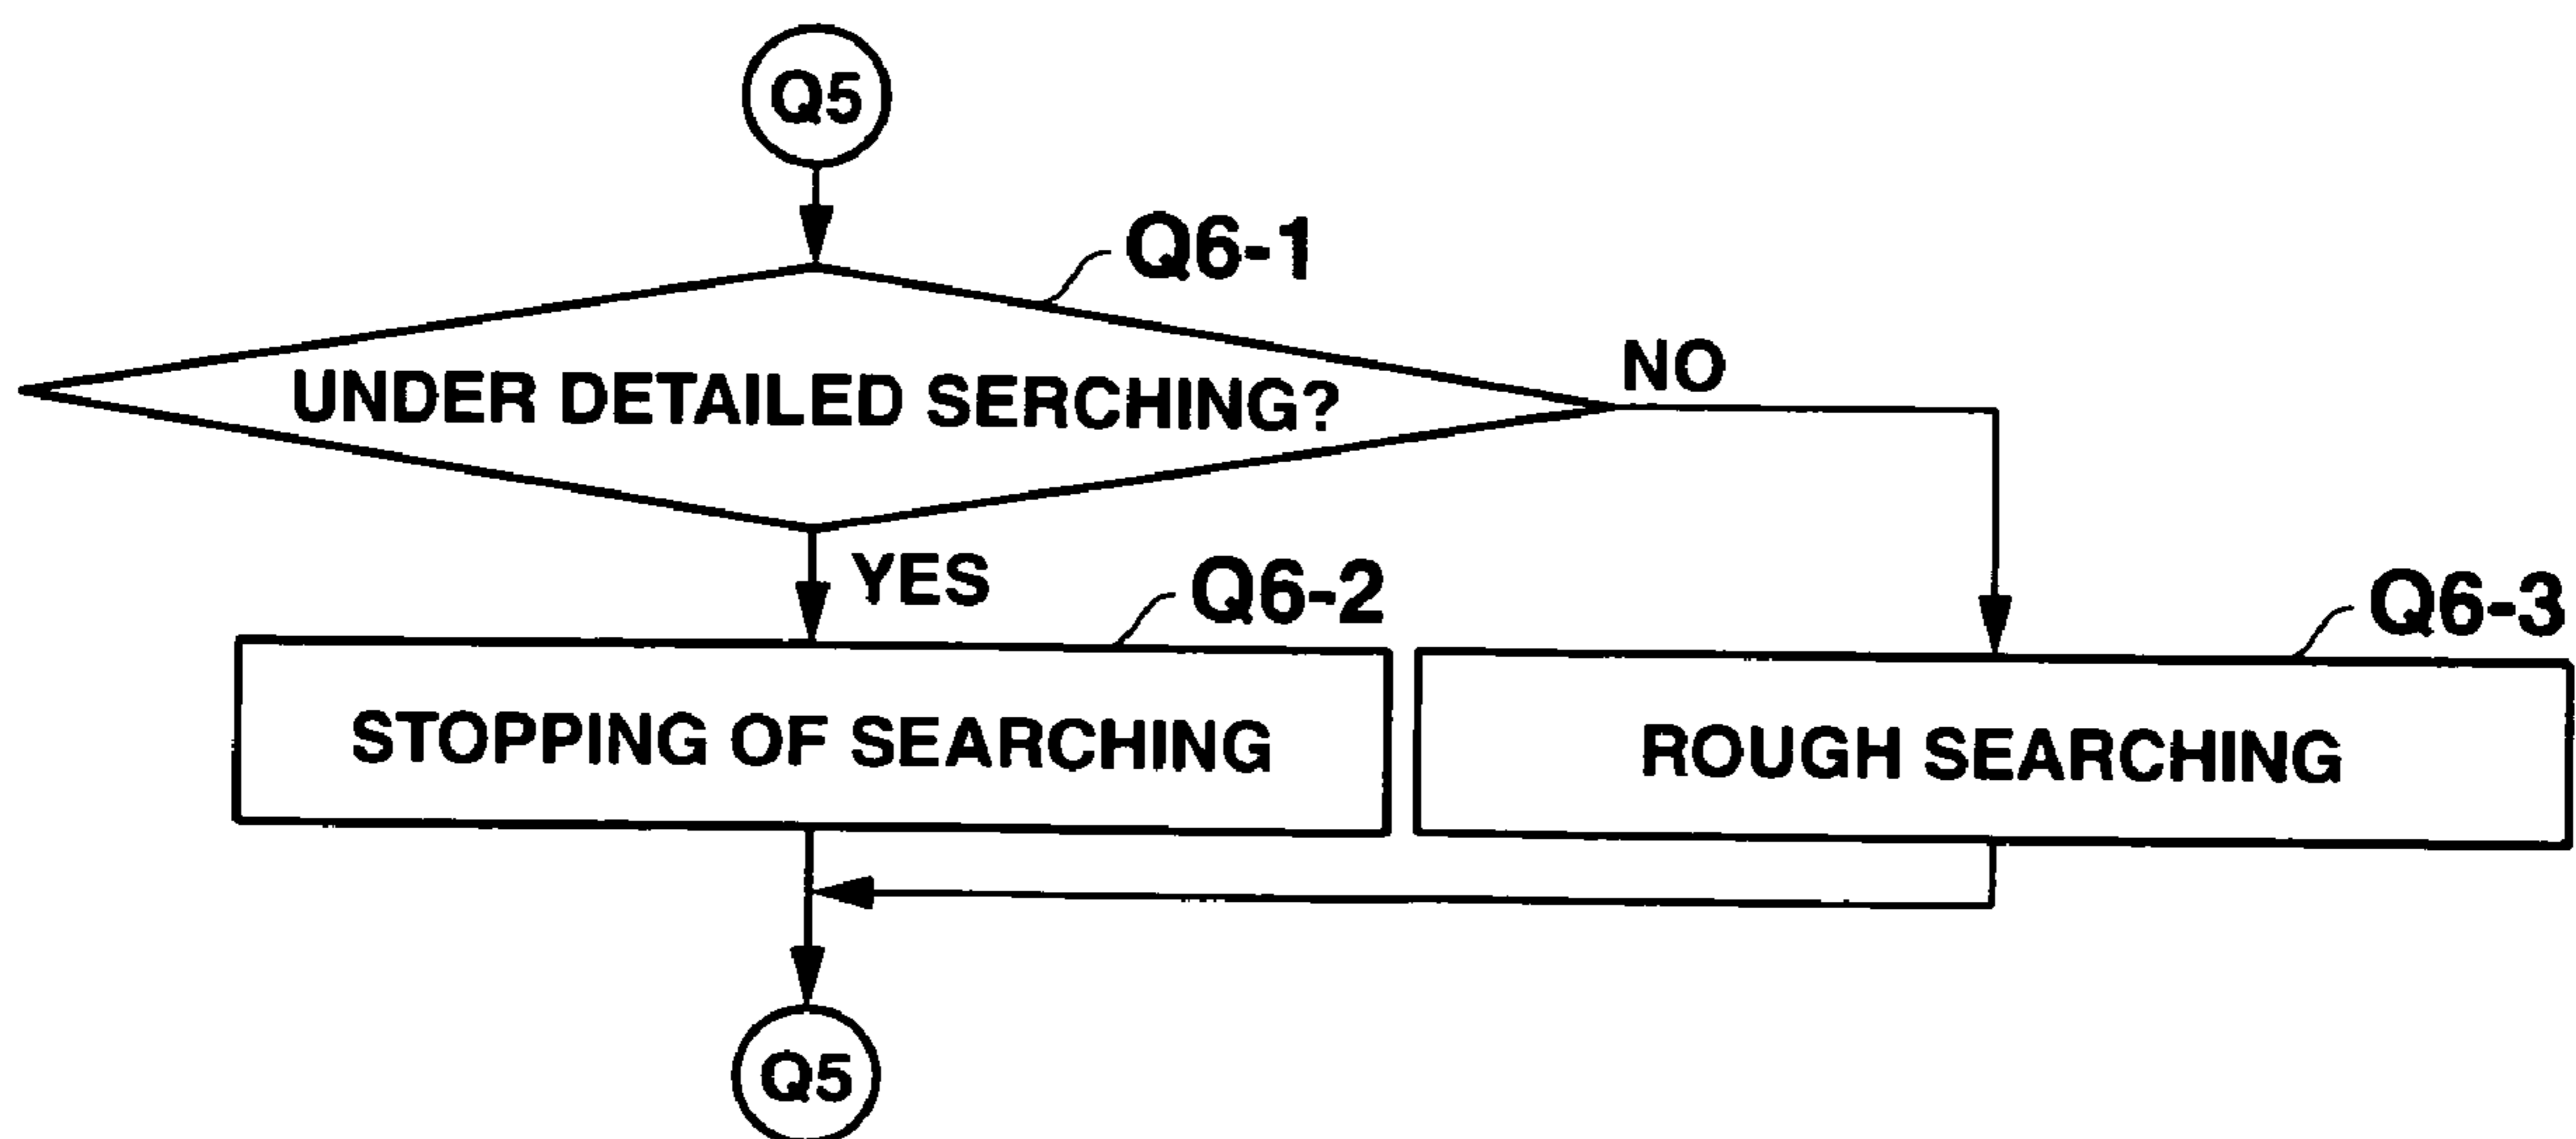 Q5
Q6-1
UNDER DETAILED SERCHING?
NO
YES
Q6-2
Q6-3
STOPPING OF SEARCHING
ROUGH SEARCHING
Q5